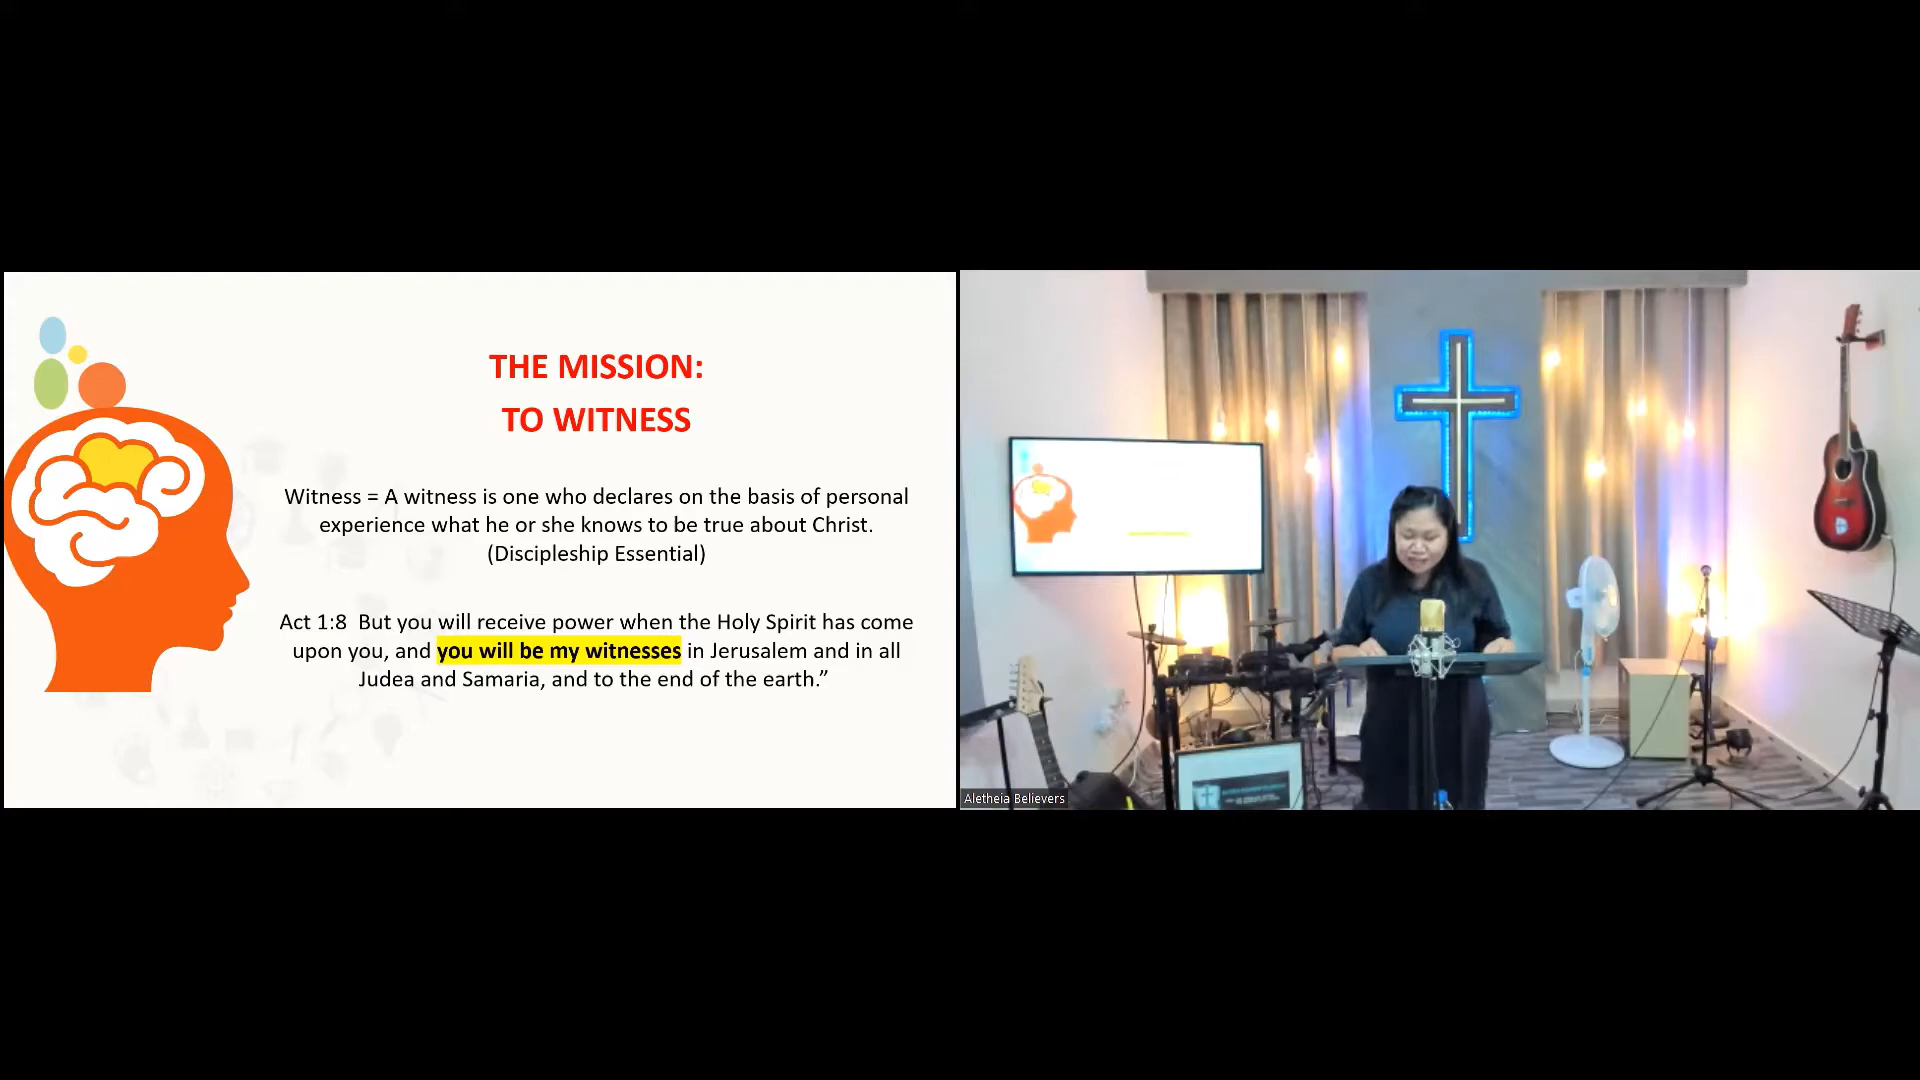 THE MISSION:
TO WITNESS
Witness = A witness is one who declares on the basis of personal
experience what he or she knows to be true about Christ.
(Discipleship Essential)
Act 1:8  But you will receive power when the Holy Spirit has come
upon you, and you will be my witnesses in Jerusalem and in all
Judea and Samaria, and to the end of the earth.”
Aletheia Believers